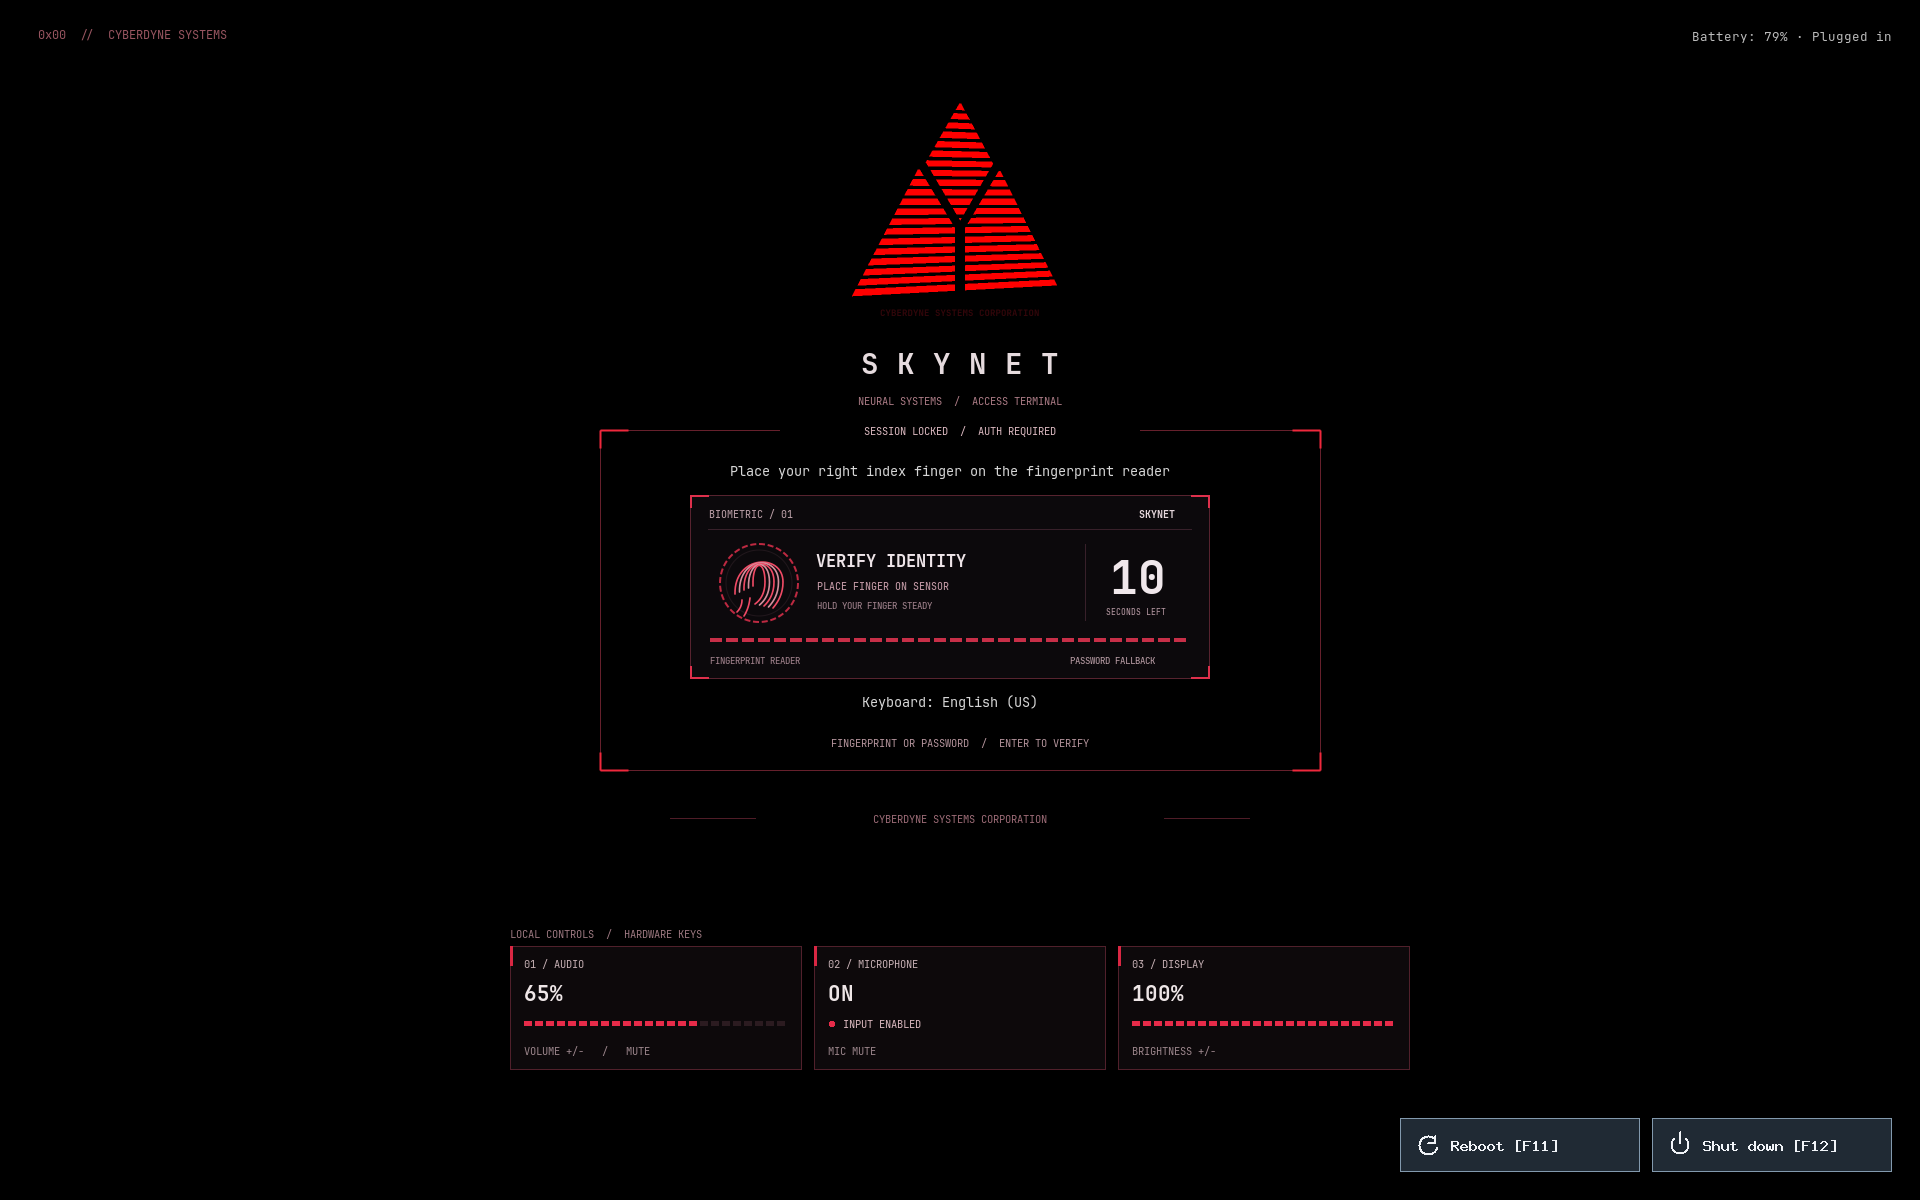 0x00  //  CYBERDYNE SYSTEMS
Battery: 79% · Plugged in
CYBERDYNE SYSTEMS CORPORATION
SKYNET
NEURAL SYSTEMS  /  ACCESS TERMINAL
SESSION LOCKED  /  AUTH REQUIRED
Place your right index finger on the fingerprint reader
BIOMETRIC / 01
SKYNET
VERIFY IDENTITY
PLACE FINGER ON SENSOR
HOLD YOUR FINGER STEADY
10
SECONDS LEFT
FINGERPRINT READER
PASSWORD FALLBACK
Keyboard: English (US)
FINGERPRINT OR PASSWORD  /  ENTER TO VERIFY
CYBERDYNE SYSTEMS CORPORATION
LOCAL CONTROLS  /  HARDWARE KEYS
01 / AUDIO
65%
VOLUME +/-   /   MUTE
02 / MICROPHONE
ON
INPUT ENABLED
MIC MUTE
03 / DISPLAY
100%
BRIGHTNESS +/-
Reboot [F11]
Shut down [F12]